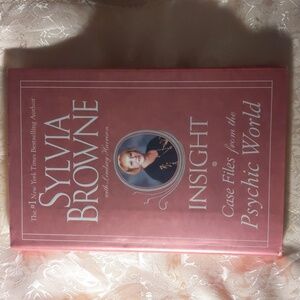 The #1 New York Times Bestselling Author
SYLVIA
BROWNE
with Lindsay Harrison
INSIGHT
Case Files from the
Psychic World